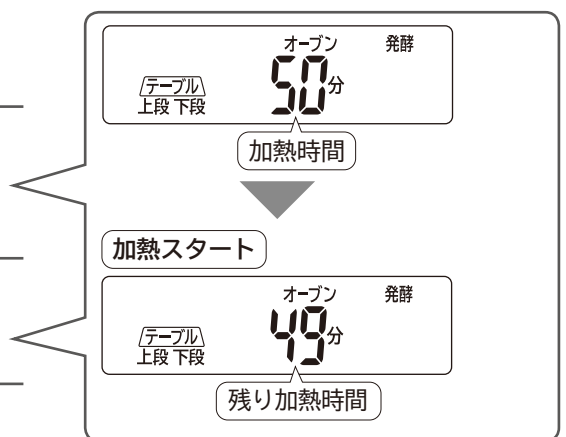 オーブン 発酵
テーブル 50分
上段 下段
加熱時間
加熱スタート
オーブン 発酵
テーブル 49分
上段 下段
残り加熱時間